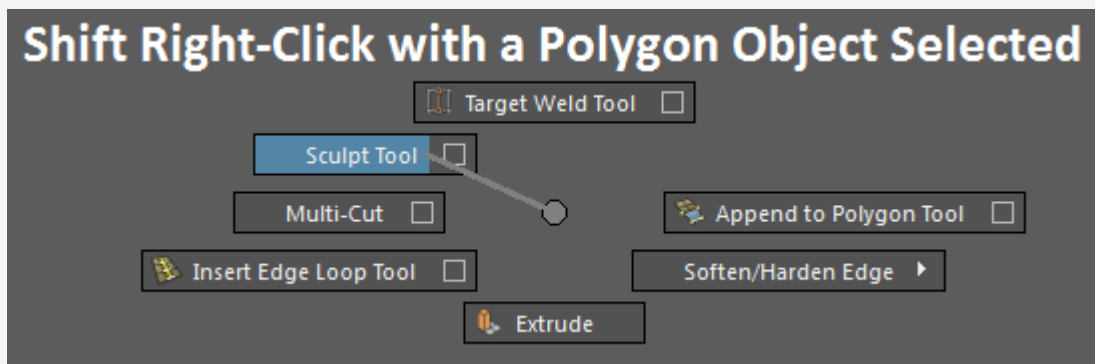 Shift Right-Click with a Polygon Object Selected
Target Weld Tool
Sculpt Tool
Multi-Cut
Append to Polygon Tool
Insert Edge Loop Tool
Soften/Harden Edge
Extrude